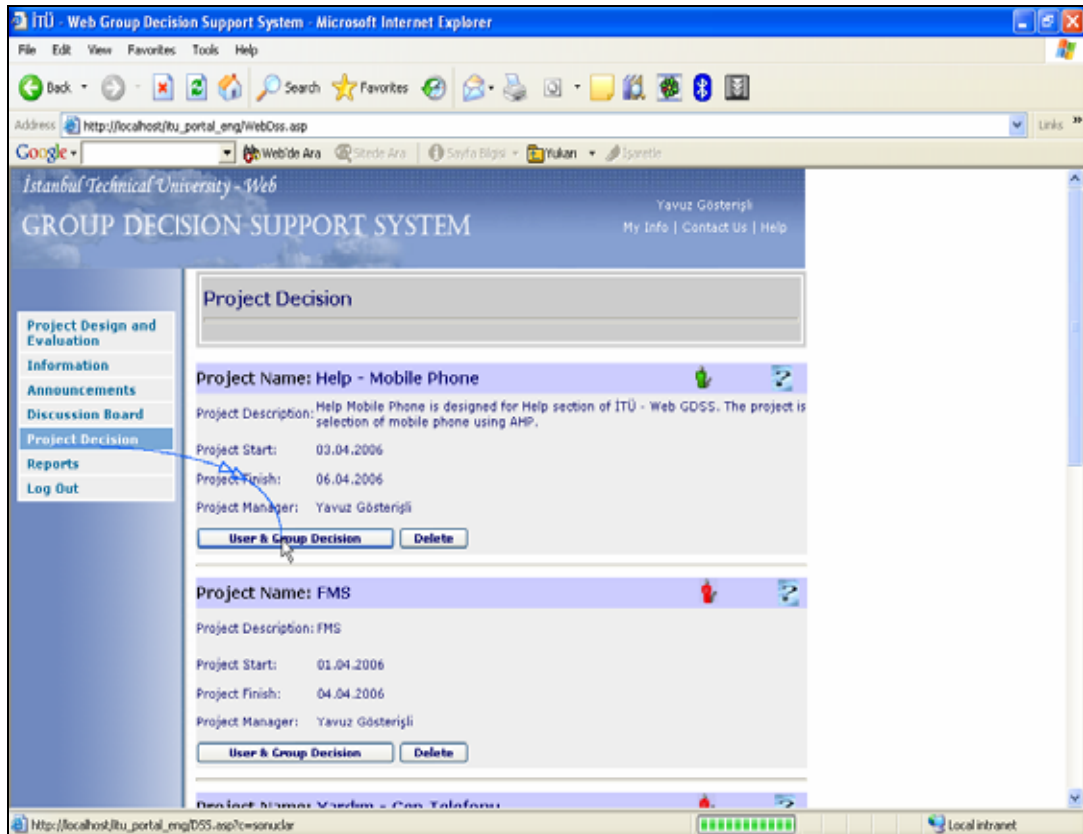 İTÜ - Web Group Decision Support System - Microsoft Internet Explorer
File Edit View Favorites Tools Help
Back Search Favorites
Address http://localhost/itu_portal_eng/WebDss.asp Links
Google Web'de Ara Sitede Ara Sayfa Bilgisi Yukarı İşaretle
İstanbul Technical University - Web
GROUP DECISION SUPPORT SYSTEM
Yavuz Gösterişli
My Info | Contact Us | Help
Project Design and
Evaluation
Information
Announcements
Discussion Board
Project Decision
Reports
Log Out
Project Decision
Project Name: Help - Mobile Phone
Project Description: Help Mobile Phone is designed for Help section of İTÜ - Web GDSS. The project is
selection of mobile phone using AHP.
Project Start: 03.04.2006
Project Finish: 06.04.2006
Project Manager: Yavuz Gösterişli
User & Group Decision Delete
Project Name: FMS
Project Description: FMS
Project Start: 01.04.2006
Project Finish: 04.04.2006
Project Manager: Yavuz Gösterişli
User & Group Decision Delete
Project Name: Yardım - Cep Telefonu
http://localhost/itu_portal_eng/DSS.asp?c=sonuclar Local intranet